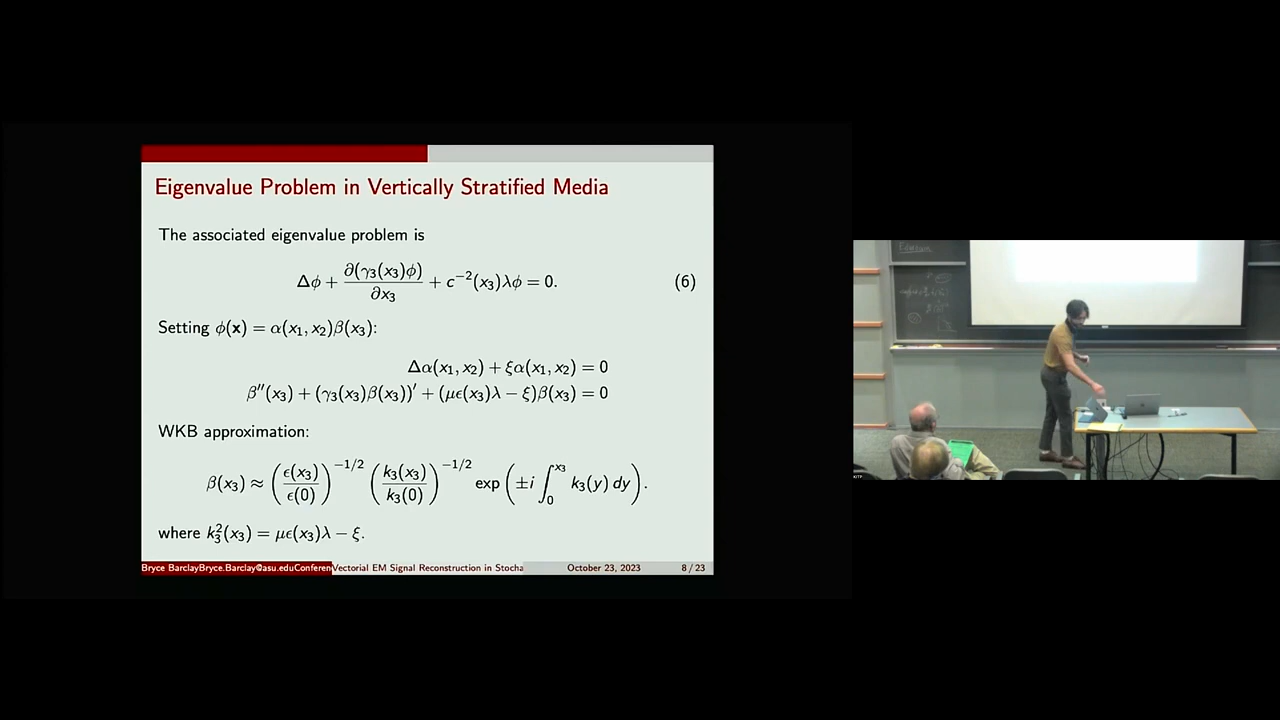 Eigenvalue Problem in Vertically Stratified Media
The associated eigenvalue problem is
Δϕ + ∂(γ₃(x₃)ϕ)/∂x₃ + c⁻²(x₃)λϕ = 0. (6)
Setting ϕ(𝐱) = α(x₁, x₂)β(x₃):
Δα(x₁, x₂) + ξα(x₁, x₂) = 0
β″(x₃) + (γ₃(x₃)β(x₃))′ + (μϵ(x₃)λ − ξ)β(x₃) = 0
WKB approximation:
β(x₃) ≈ (ϵ(x₃)/ϵ(0))^(−1/2) (k₃(x₃)/k₃(0))^(−1/2) exp (±i ∫₀^(x₃) k₃(y) dy).
where k₃²(x₃) = μϵ(x₃)λ − ξ.
Bryce BarclayBryce.Barclay@asu.eduConferen Vectorial EM Signal Reconstruction in Stocha October 23, 2023 8 / 23
KITP